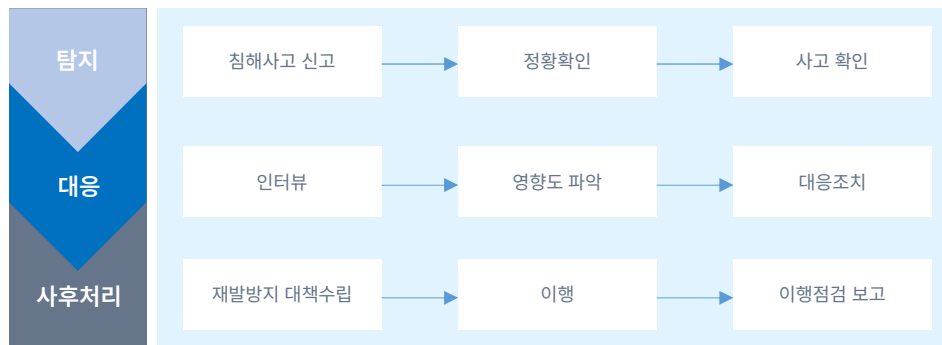 탐지
침해사고 신고
정황확인
사고 확인
대응
인터뷰
영향도 파악
대응조치
사후처리
재발방지 대책수립
이행
이행점검 보고